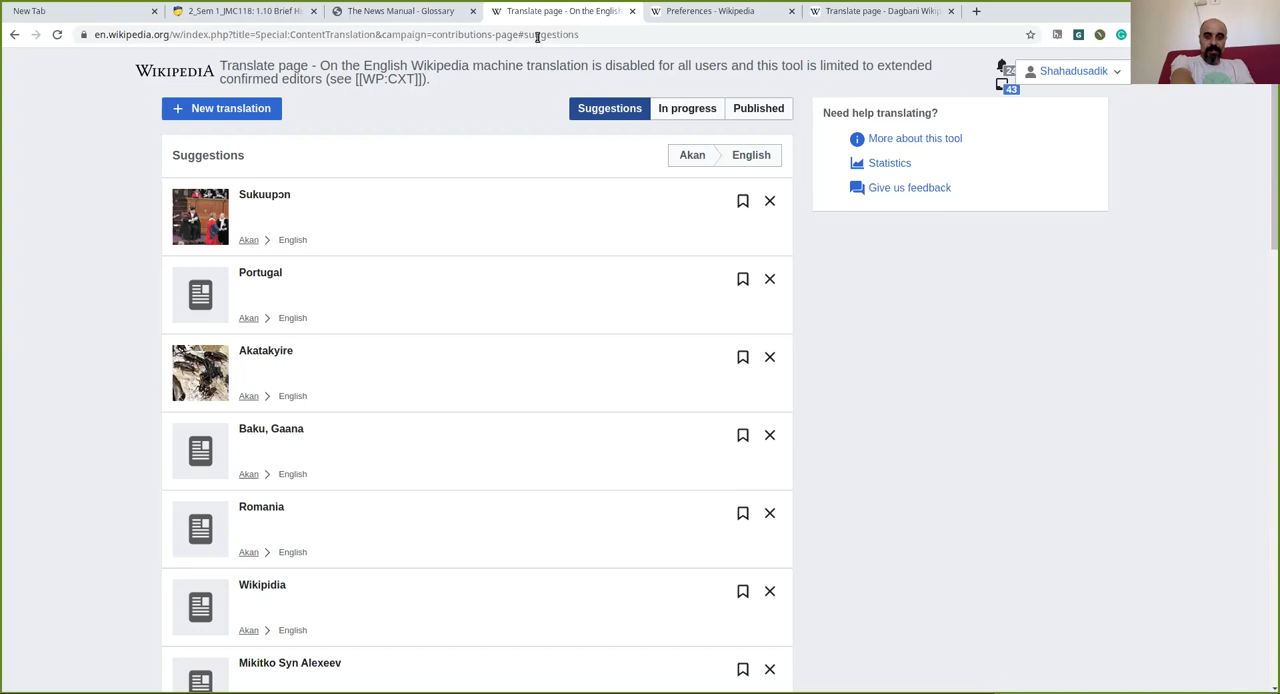 New Tab
2_Sem 1_JMC118: 1.10 Brief Hi
The News Manual - Glossary
Translate page - On the English
Preferences - Wikipedia
Translate page - Dagbani Wiki
en.wikipedia.org/w/index.php?title=Special:ContentTranslation&campaign=contributions-page#suggestions
WIKIPEDIA
Translate page - On the English Wikipedia machine translation is disabled for all users and this tool is limited to extended
confirmed editors (see [[WP:CXT]]).
Shahadusadik
43
+ New translation
Suggestions
In progress
Published
Need help translating?
More about this tool
Statistics
Give us feedback
Suggestions
Akan
English
Sukuupɔn
Akan English
Portugal
Akan English
Akatakyire
Akan English
Baku, Gaana
Akan English
Romania
Akan English
Wikipidia
Akan English
Mikitko Syn Alexeev